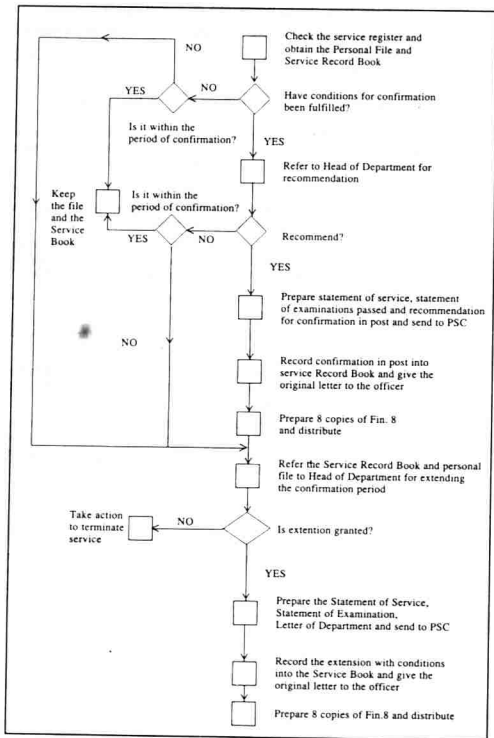 Check the service register and
obtain the Personal File and
Service Record Book
NO
YES
NO
Have conditions for confirmation
been fulfilled?
Is it within the
period of confirmation?
YES
Refer to Head of Department for
recommendation
Keep
the file
and the
Service
Book
Is it within the
period of confirmation?
YES
NO
Recommend?
YES
Prepare statement of service, statement
of examinations passed and recommendation
for confirmation in post and send to PSC
NO
Record confirmation in post into
service Record Book and give the
original letter to the officer
Prepare 8 copies of Fin. 8
and distribute
Refer the Service Record Book and personal
file to Head of Department for extending
the confirmation period
Take action
to terminate
service
NO
Is extention granted?
YES
Prepare the Statement of Service,
Statement of Examination,
Letter of Department and send to PSC
Record the extension with conditions
into the Service Book and give the
original letter to the officer
Prepare 8 copies of Fin.8 and distribute